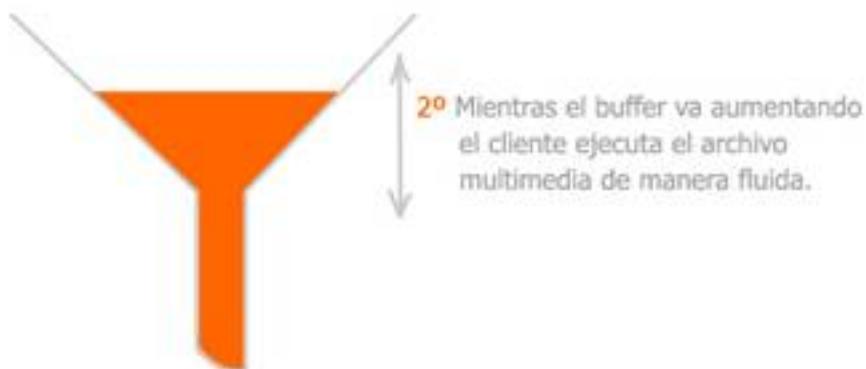 2º Mientras el buffer va aumentando
el cliente ejecuta el archivo
multimedia de manera fluida.